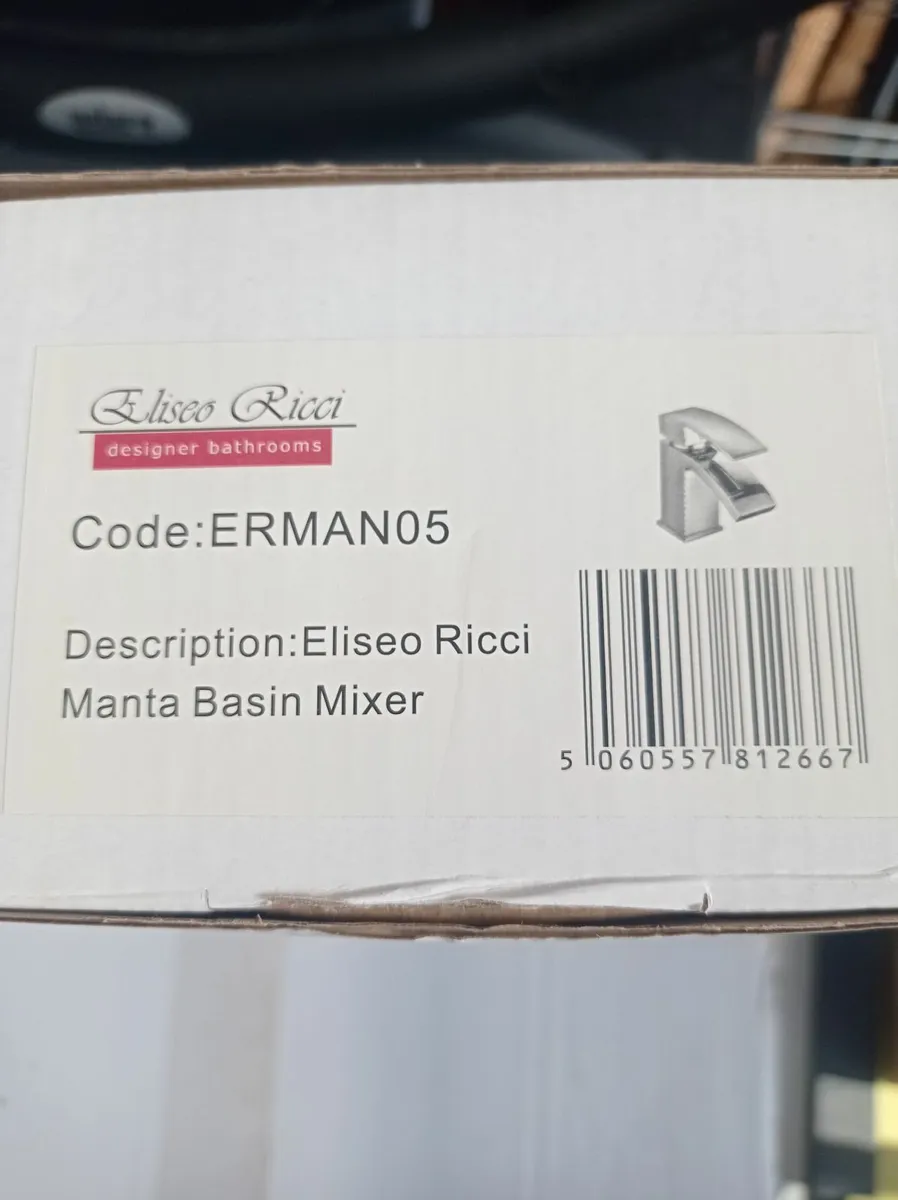 Eliseo Ricci
designer bathrooms
Code:ERMAN05
Description:Eliseo Ricci
Manta Basin Mixer
5 060557 812667